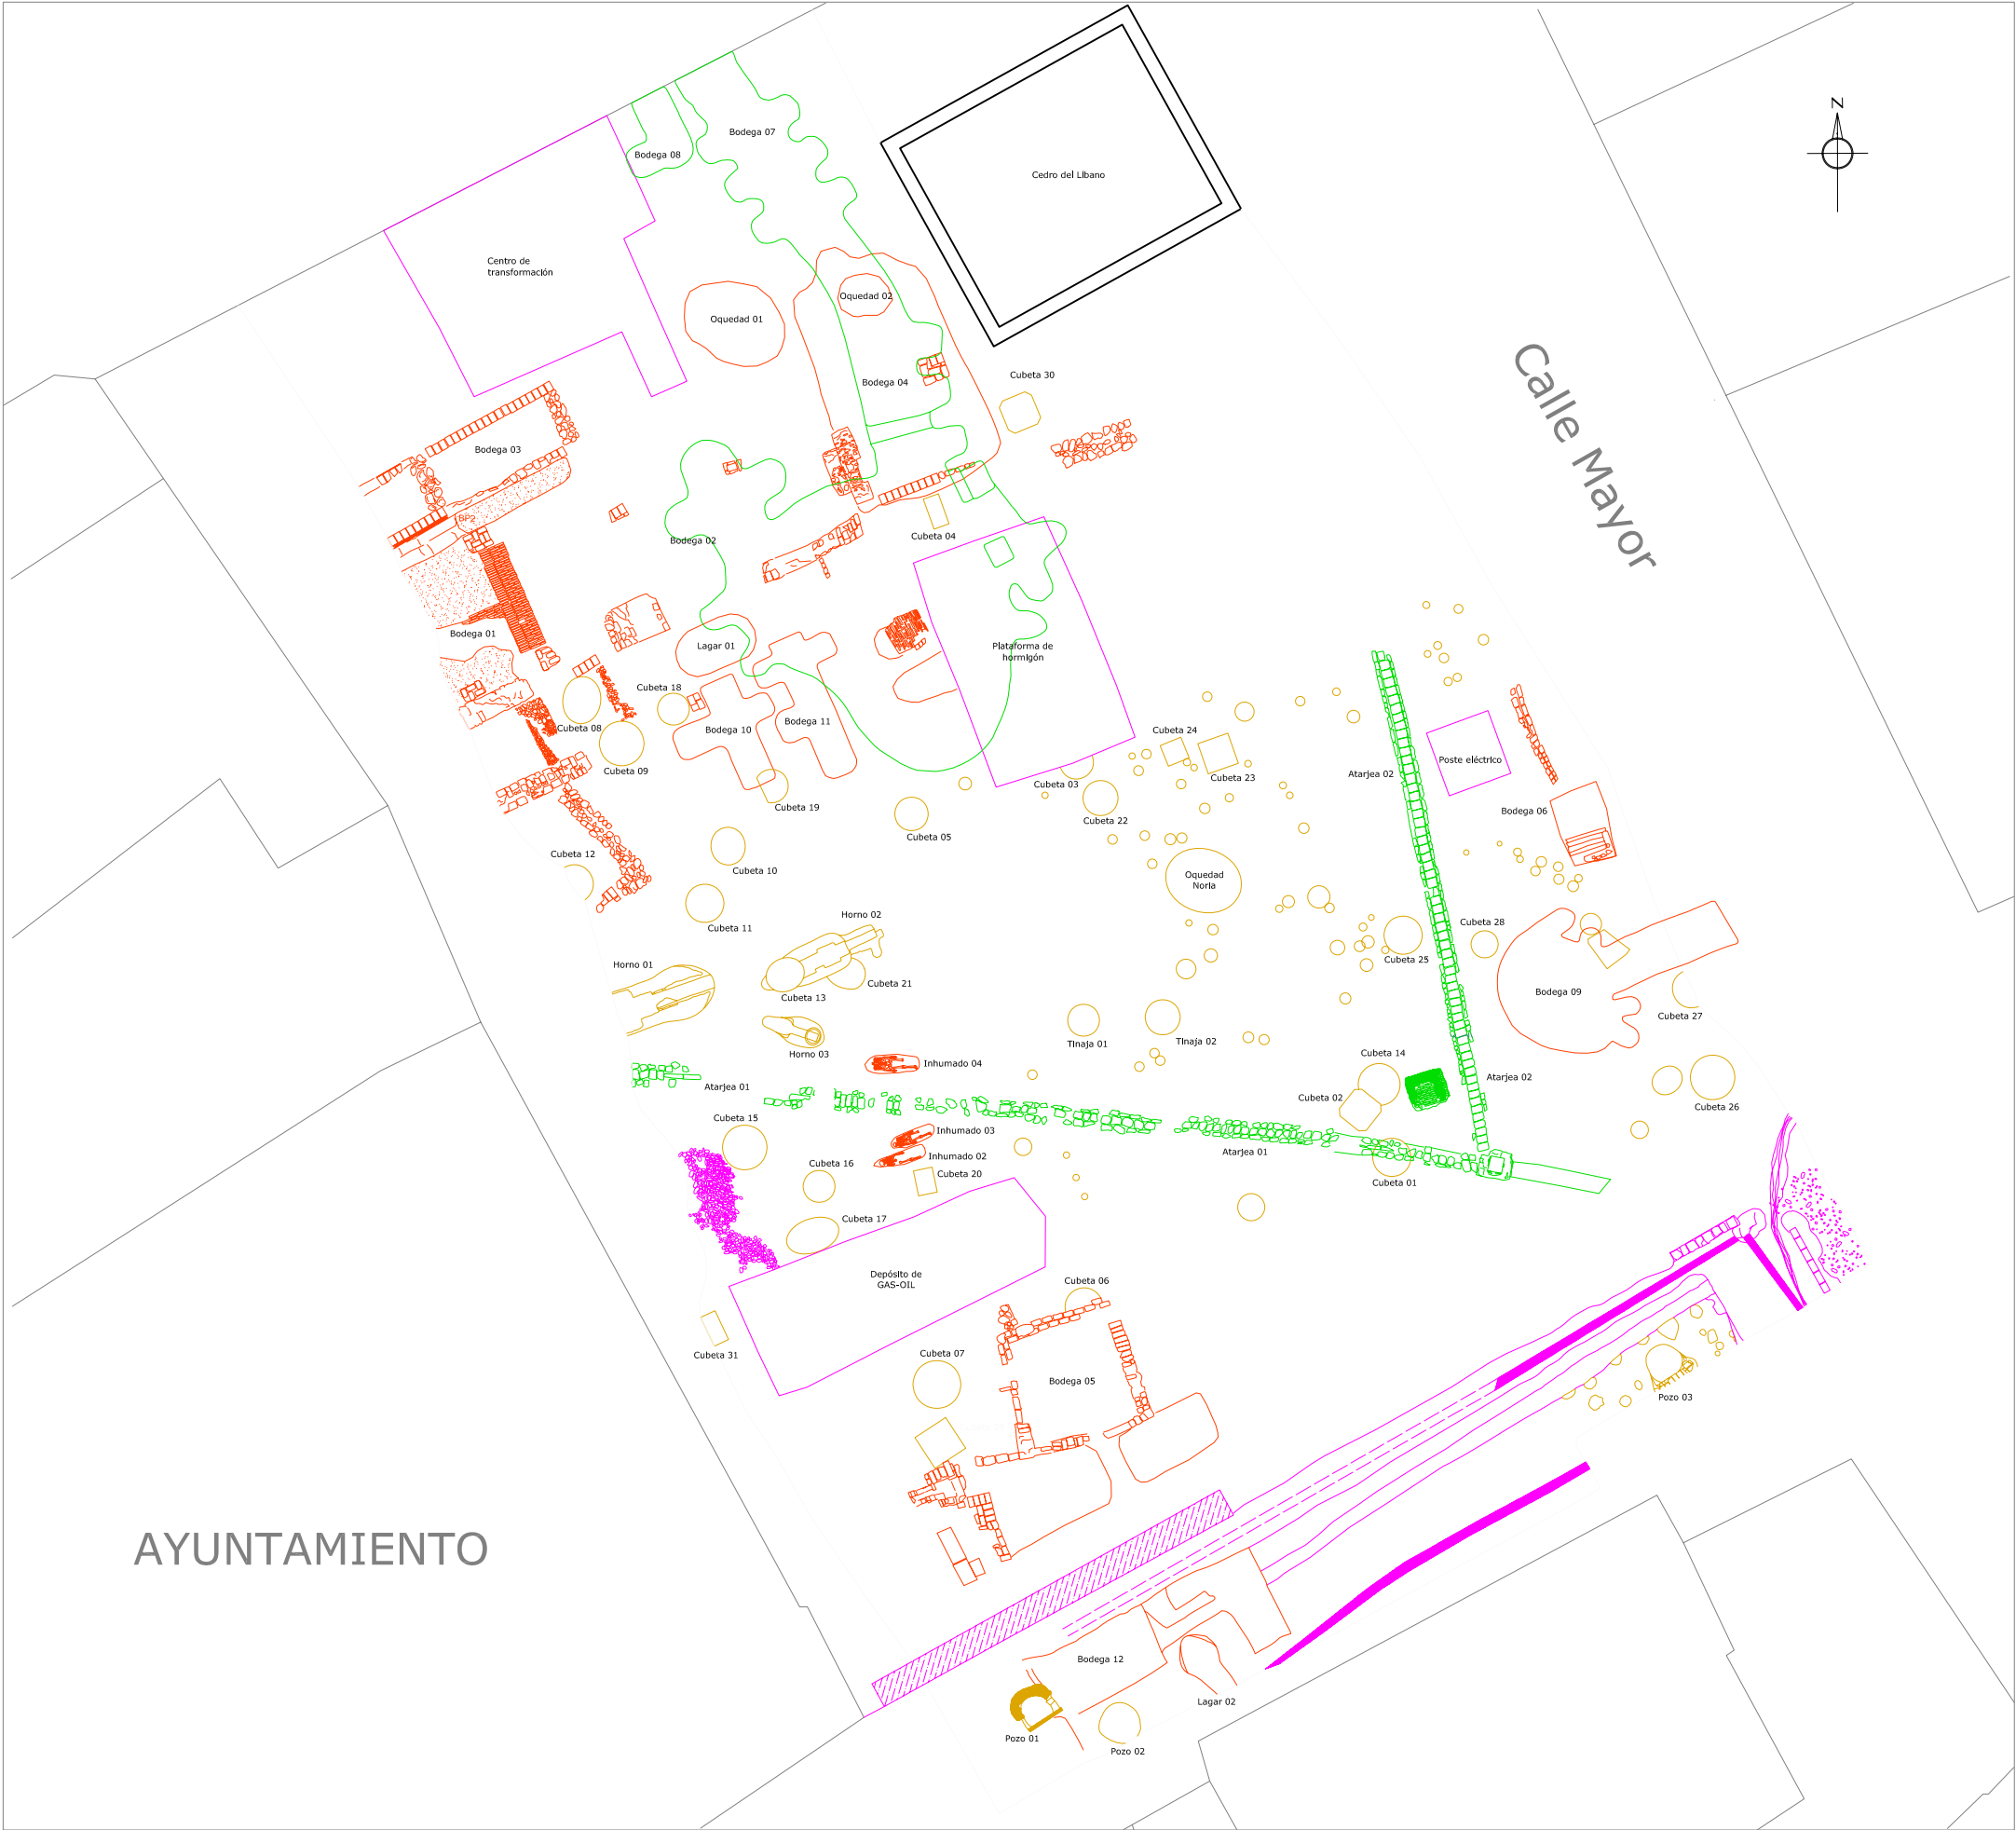 N
Bodega 07
Bodega 08
Cedro del Líbano
Centro de
transformación
Oquedad 02
Oquedad 01
Calle Mayor
Cubeta 30
Bodega 04
Bodega 03
BP2
Cubeta 04
Bodega 02
Bodega 01
Lagar 01
Plataforma de
hormigón
Cubeta 18
Bodega 11
Cubeta 08
Bodega 10
Cubeta 24
Poste eléctrico
Cubeta 09
Atarjea 02
Cubeta 23
Cubeta 03
Cubeta 19
Bodega 06
Cubeta 22
Cubeta 05
Cubeta 12
Cubeta 10
Oquedad
Noria
Horno 02
Cubeta 28
Cubeta 11
Cubeta 25
Horno 01
Cubeta 21
Bodega 09
Cubeta 13
Cubeta 27
Tinaja 02
Tinaja 01
Horno 03
Cubeta 14
Inhumado 04
Atarjea 02
Atarjea 01
Cubeta 02
Cubeta 26
Cubeta 15
Inhumado 03
Atarjea 01
Inhumado 02
Cubeta 16
Cubeta 20
Cubeta 01
Cubeta 17
Depósito de
GAS-OIL
Cubeta 06
Cubeta 31
Cubeta 07
Bodega 05
Pozo 03
AYUNTAMIENTO
Bodega 12
Lagar 02
Pozo 01
Pozo 02